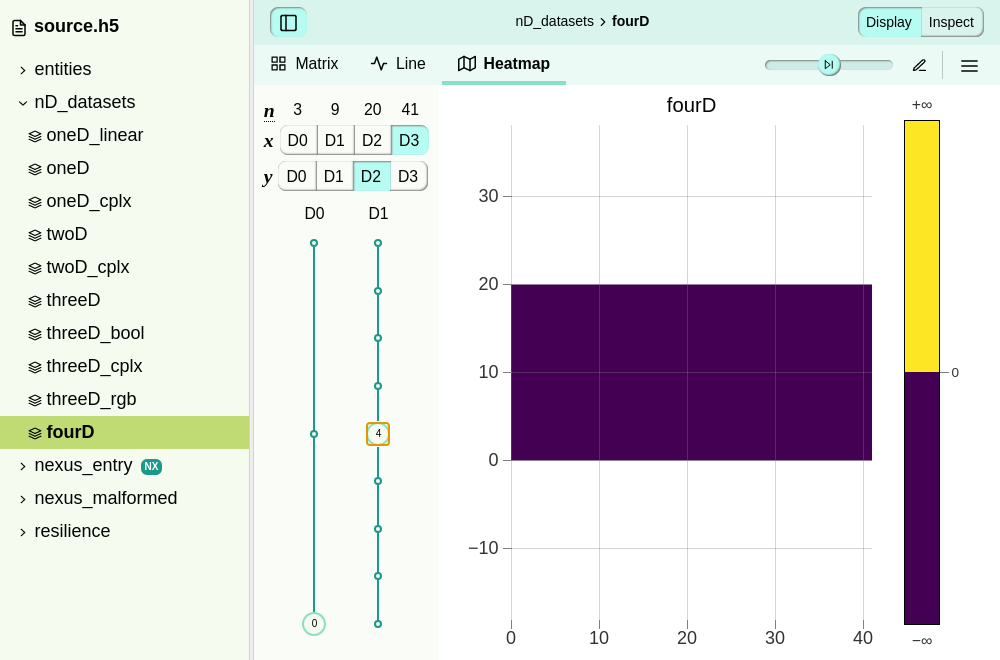 source.h5
nD_datasets > fourD
Display Inspect
entities
nD_datasets
oneD_linear
oneD
oneD_cplx
twoD
twoD_cplx
threeD
threeD_bool
threeD_cplx
threeD_rgb
fourD
nexus_entry NX
nexus_malformed
resilience
Matrix Line Heatmap
n 3 9 20 41
x D0 D1 D2 D3
y D0 D1 D2 D3
D0 D1
4
0
fourD
30
20
10
0
−10
0 10 20 30 40
+∞
0
−∞